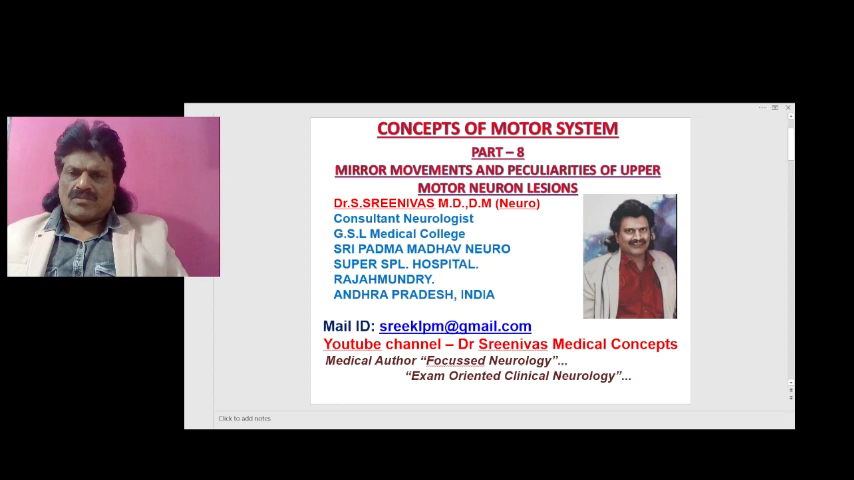 CONCEPTS OF MOTOR SYSTEM
PART – 8
MIRROR MOVEMENTS AND PECULIARITIES OF UPPER
MOTOR NEURON LESIONS
Dr.S.SREENIVAS M.D.,D.M (Neuro)
Consultant Neurologist
G.S.L Medical College
SRI PADMA MADHAV NEURO
SUPER SPL. HOSPITAL.
RAJAHMUNDRY.
ANDHRA PRADESH, INDIA
Mail ID: sreeklpm@gmail.com
Youtube channel – Dr Sreenivas Medical Concepts
Medical Author “Focussed Neurology”...
“Exam Oriented Clinical Neurology”...
Click to add notes